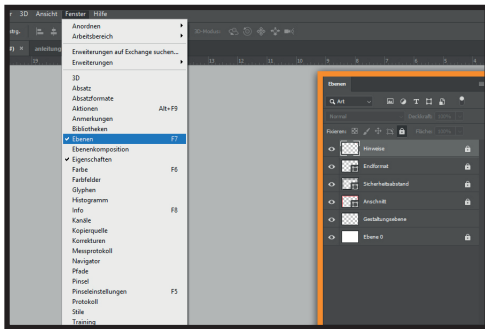 3D Ansicht Fenster Hilfe
3D-Modus:
anleitung
Anordnen
Arbeitsbereich
Erweiterungen auf Exchange suchen...
Erweiterungen
3D
Absatz
Absatzformate
Aktionen Alt+F9
Anmerkungen
Bibliotheken
Ebenen F7
Ebenenkomposition
Eigenschaften
Farbe F6
Farbfelder
Glyphen
Histogramm
Info F8
Kanäle
Kopierquelle
Korrekturen
Messprotokoll
Navigator
Pfade
Pinsel
Pinseleinstellungen F5
Protokoll
Stile
Training
Ebenen
Art
Normal Deckkraft: 100%
Fixieren: Fläche: 100%
Hinweise
Endformat
Sicherheitsabstand
Anschnitt
Gestaltungsebene
Ebene 0